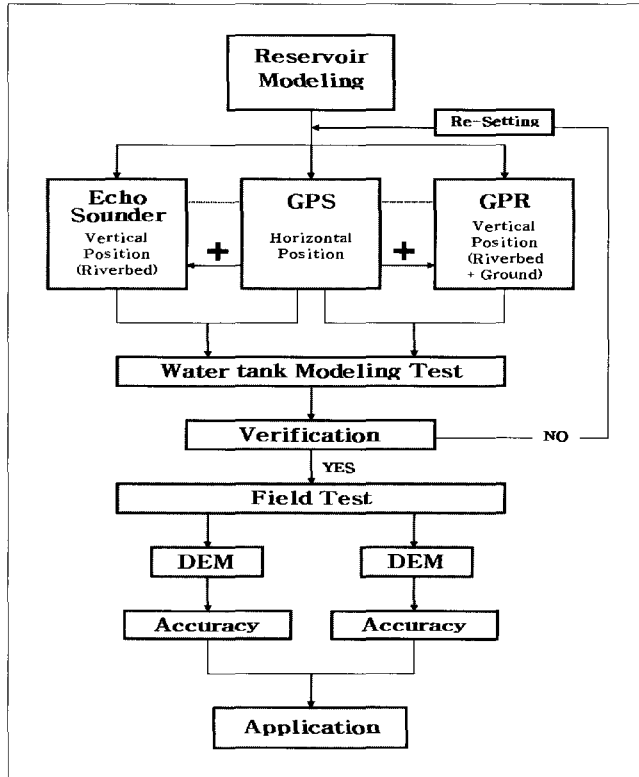 Reservoir
Modeling
Re-Setting
Echo
Sounder
Vertical
Position
(Riverbed)
+
GPS
Horizontal
Position
+
GPR
Vertical
Position
(Riverbed
+ Ground)
Water tank Modeling Test
Verification
NO
YES
Field Test
DEM
DEM
Accuracy
Accuracy
Application